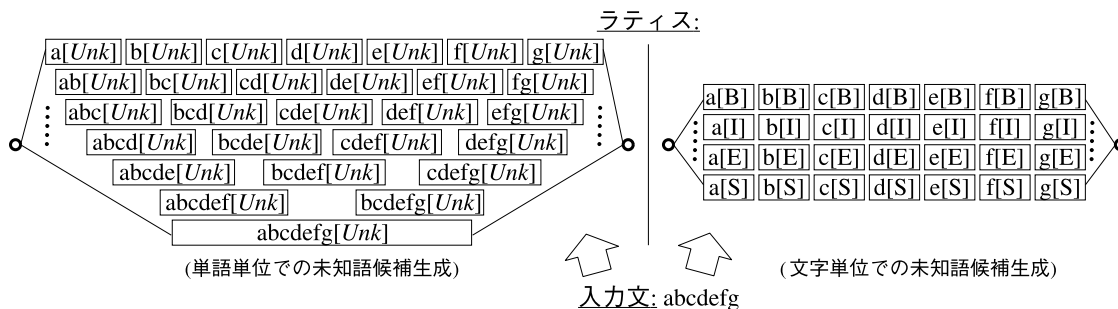 ラティス:
a[Unk] b[Unk] c[Unk] d[Unk] e[Unk] f[Unk] g[Unk]
ab[Unk] bc[Unk] cd[Unk] de[Unk] ef[Unk] fg[Unk]
abc[Unk] bcd[Unk] cde[Unk] def[Unk] efg[Unk]
abcd[Unk] bcde[Unk] cdef[Unk] defg[Unk]
abcde[Unk] bcdef[Unk] cdefg[Unk]
abcdef[Unk] bcdefg[Unk]
abcdefg[Unk]
(単語単位での未知語候補生成)
a[B] b[B] c[B] d[B] e[B] f[B] g[B]
a[I] b[I] c[I] d[I] e[I] f[I] g[I]
a[E] b[E] c[E] d[E] e[E] f[E] g[E]
a[S] b[S] c[S] d[S] e[S] f[S] g[S]
(文字単位での未知語候補生成)
入力文: abcdefg